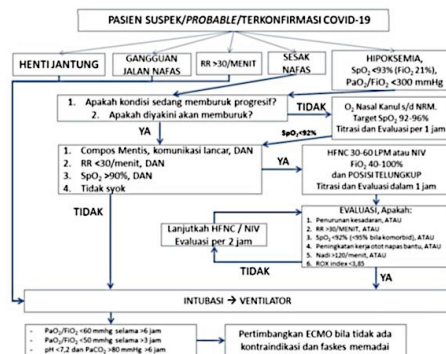 PASIEN SUSPEK/PROBABLE/TERKONFIRMASI COVID-19
HENTI JANTUNG
GANGGUAN
JALAN NAFAS
RR >30/MENIT
SESAK
NAFAS
HIPOKSEMIA,
SpO₂ <93% (FiO₂ 21%),
PaO₂/FiO₂ <300 mmHg
1. Apakah kondisi sedang memburuk progresif?
2. Apakah diyakini akan memburuk?
TIDAK
O₂ Nasal Kanul s/d NRM.
Target SpO₂ 92-96%
Titrasi dan Evaluasi per 1 jam
YA
SpO₂<92%
1. Compos Mentis, komunikasi lancar, DAN
2. RR <30/menit, DAN
3. SpO₂ >90%, DAN
4. Tidak syok
YA
HFNC 30-60 LPM atau NIV
FiO₂ 40-100%
dan POSISI TELUNGKUP
Titrasi dan Evaluasi dalam 1 jam
TIDAK
Lanjutkah HFNC / NIV
Evaluasi per 2 jam
TIDAK
EVALUASI, Apakah:
1. Penurunan kesadaran, ATAU
2. RR >30/MENIT, ATAU
3. SpO₂ <92% (<95% bila komorbid), ATAU
4. Peningkatan kerja otot napas bantu, ATAU
5. Nadi >120/menit, ATAU
6. ROX index <3,85
YA
INTUBASI → VENTILATOR
- PaO₂/FiO₂ <60 mmhg selama >6 jam
- PaO₂/FiO₂ <50 mmhg selama >3 jam
- pH <7,2 dan PaCO₂ >80 mmHg >6 jam
Pertimbangkan ECMO bila tidak ada
kontraindikasi dan faskes memadai